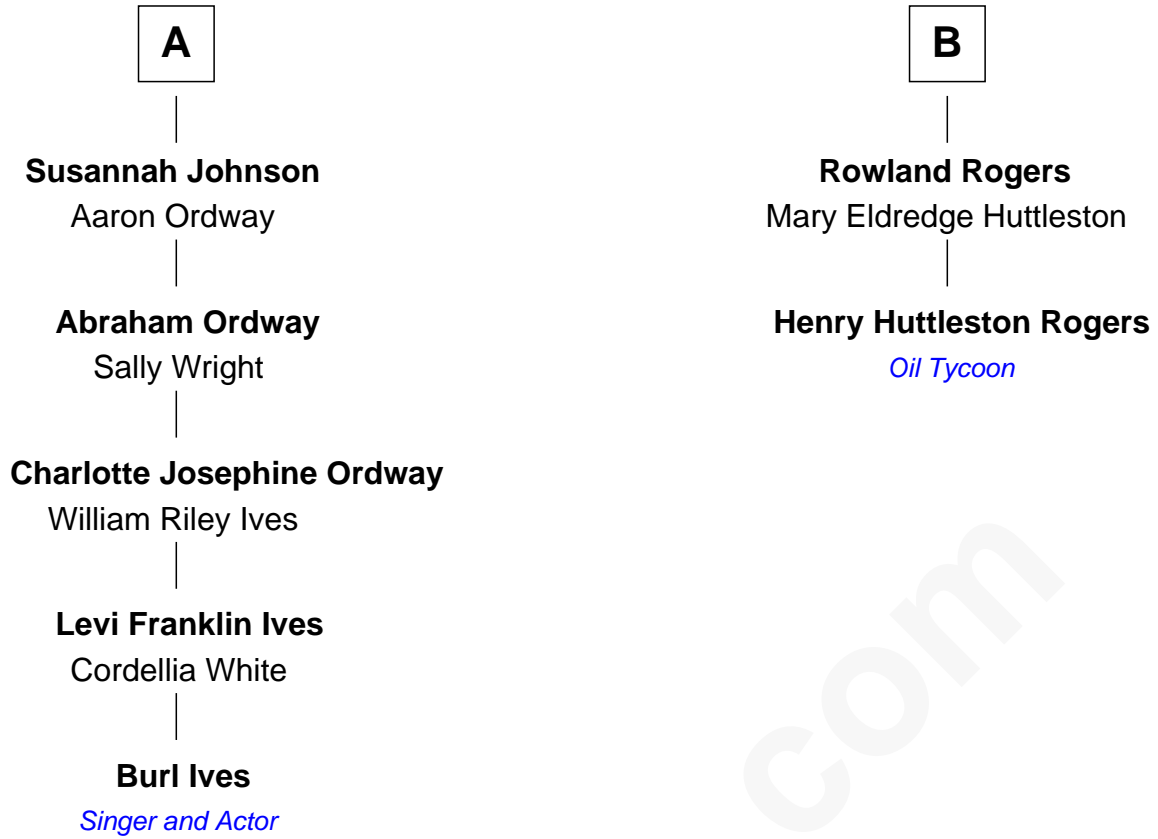 A
Susannah Johnson
Aaron Ordway
Abraham Ordway
Sally Wright
Charlotte Josephine Ordway
William Riley Ives
Levi Franklin Ives
Cordellia White
Burl Ives
Singer and Actor
B
Rowland Rogers
Mary Eldredge Huttleston
Henry Huttleston Rogers
Oil Tycoon
com